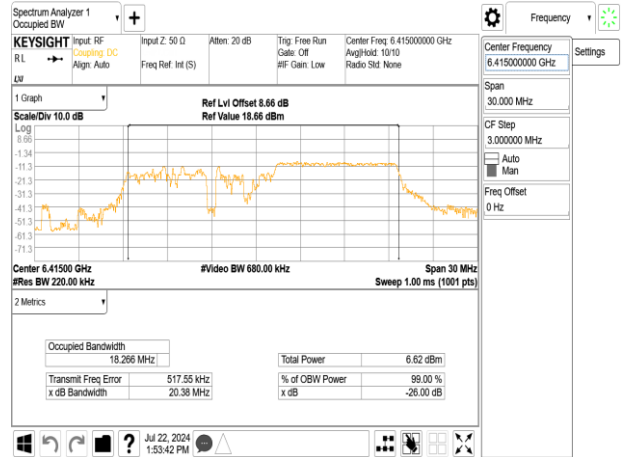 Spectrum Analyzer 1
Occupied BW
+
Frequency
KEYSIGHT
Input: RF
Coupling: DC
Align: Auto
Input Z: 50 Ω
Freq Ref: Int (S)
Atten: 20 dB
Trig: Free Run
Gate: Off
#IF Gain: Low
Center Freq: 6.415000000 GHz
Avg|Hold: 10/10
Radio Std: None
RL
LXI
Center Frequency
6.415000000 GHz
Settings
Span
30.000 MHz
CF Step
3.000000 MHz
Auto
Man
Freq Offset
0 Hz
1 Graph
Scale/Div 10.0 dB
Ref Lvl Offset 8.66 dB
Ref Value 18.66 dBm
Log
8.66
-1.34
-11.3
-21.3
-31.3
-41.3
-51.3
-61.3
-71.3
Center 6.41500 GHz
#Video BW 680.00 kHz
Span 30 MHz
#Res BW 220.00 kHz
Sweep 1.00 ms (1001 pts)
2 Metrics
Occupied Bandwidth
18.266 MHz
Total Power
6.62 dBm
Transmit Freq Error
517.55 kHz
% of OBW Power
99.00 %
x dB Bandwidth
20.38 MHz
x dB
-26.00 dB
?
Jul 22, 2024
1:53:42 PM